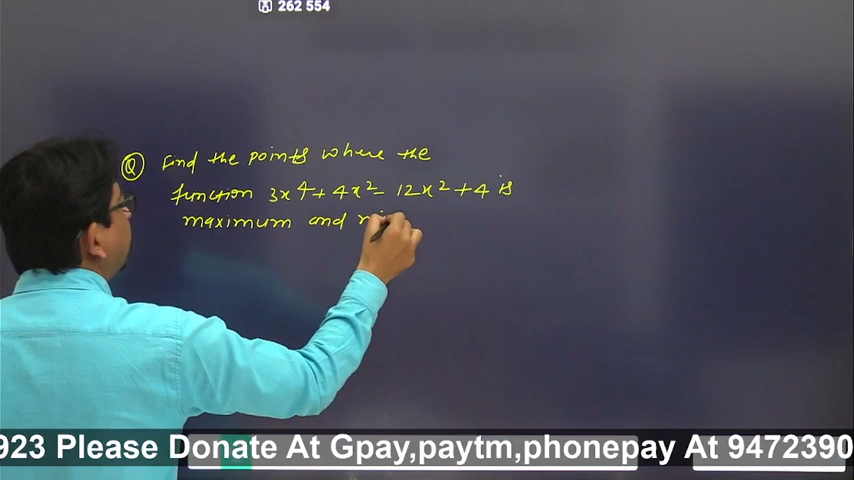 262 554
Q Find the points where the
function 3x⁴ + 4x² - 12x² + 4 is
maximum and
923 Please Donate At Gpay,paytm,phonepay At 9472390